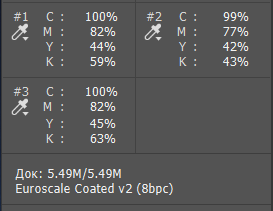 #1 C : 100% #2 C : 99%
M : 82% M : 77%
Y : 44% Y : 42%
K : 59% K : 43%
#3 C : 100%
M : 82%
Y : 45%
K : 63%
Док: 5.49M/5.49M
Euroscale Coated v2 (8bpc)